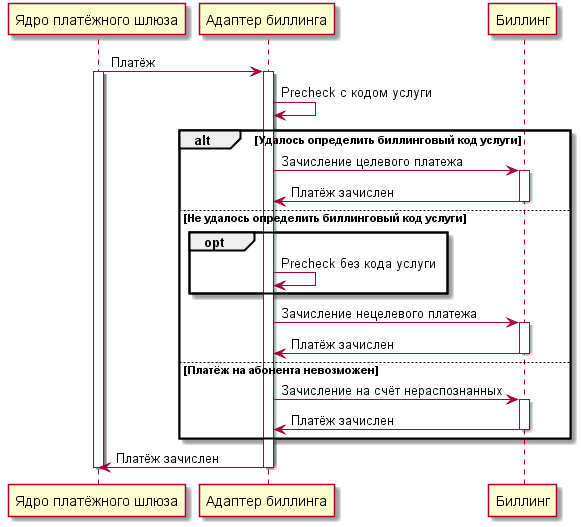 Ядро платёжного шлюза
Адаптер биллинга
Биллинг
Платёж
Precheck с кодом услуги
alt
[Удалось определить биллинговый код услуги]
Зачисление целевого платежа
Платёж зачислен
[Не удалось определить биллинговый код услуги]
opt
Precheck без кода услуги
Зачисление нецелевого платежа
Платёж зачислен
[Платёж на абонента невозможен]
Зачисление на счёт нераспознанных
Платёж зачислен
Платёж зачислен
Ядро платёжного шлюза
Адаптер биллинга
Биллинг